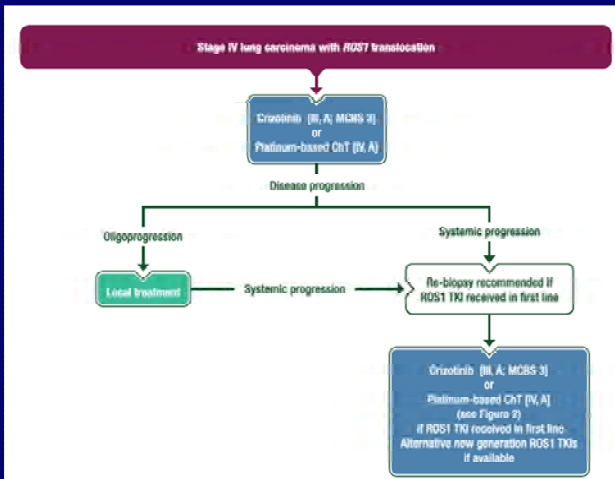 Stage IV lung carcinoma with ROS1 translocation
Crizotinib [III, A; MCBS 3]
or
Platinum-based ChT [IV, A]
Disease progression
Oligoprogression
Systemic progression
Local treatment
Systemic progression
Re-biopsy recommended if
ROS1 TKI received in first line
Crizotinib [III, A; MCBS 3]
or
Platinum-based ChT [IV, A]
(see Figure 2)
if ROS1 TKI received in first line
Alternative new generation ROS1 TKIs
if available